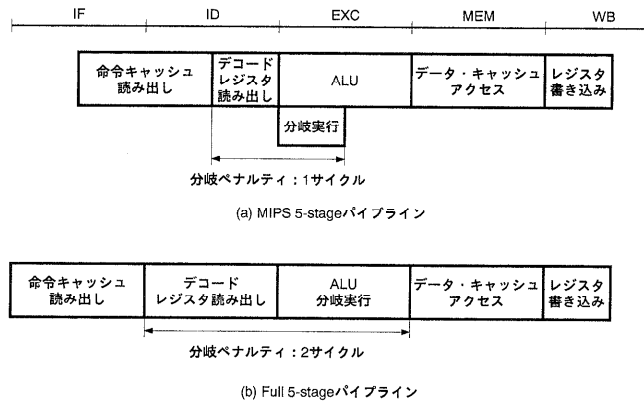 IF ID EXC MEM WB
命令キャッシュ
読み出し
デコード
レジスタ
読み出し
ALU
データ・キャッシュ
アクセス
レジスタ
書き込み
分岐実行
分岐ペナルティ：1サイクル
(a) MIPS 5-stageパイプライン
命令キャッシュ
読み出し
デコード
レジスタ読み出し
ALU
分岐実行
データ・キャッシュ
アクセス
レジスタ
書き込み
分岐ペナルティ：2サイクル
(b) Full 5-stageパイプライン